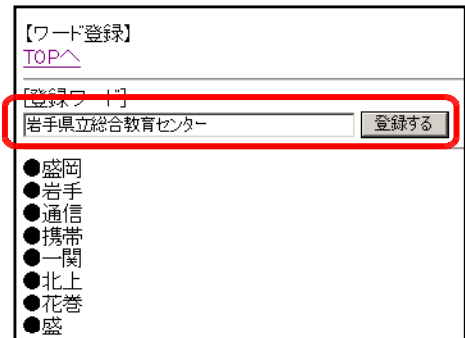 【ワード登録】
TOPへ
[登録ワード]
岩手県立総合教育センター 登録する
●盛岡
●岩手
●通信
●携帯
●一関
●北上
●花巻
●盛